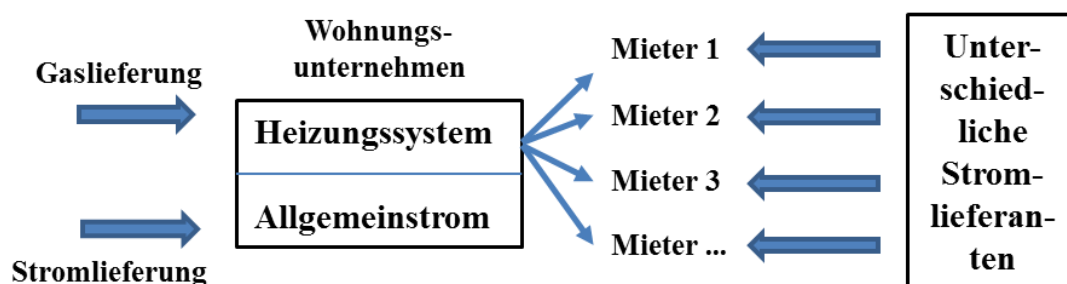 Gaslieferung
Stromlieferung
Wohnungs-
unternehmen
Heizungssystem
Allgemeinstrom
Mieter 1
Mieter 2
Mieter 3
Mieter ...
Unter-
schied-
liche
Strom-
lieferan-
ten